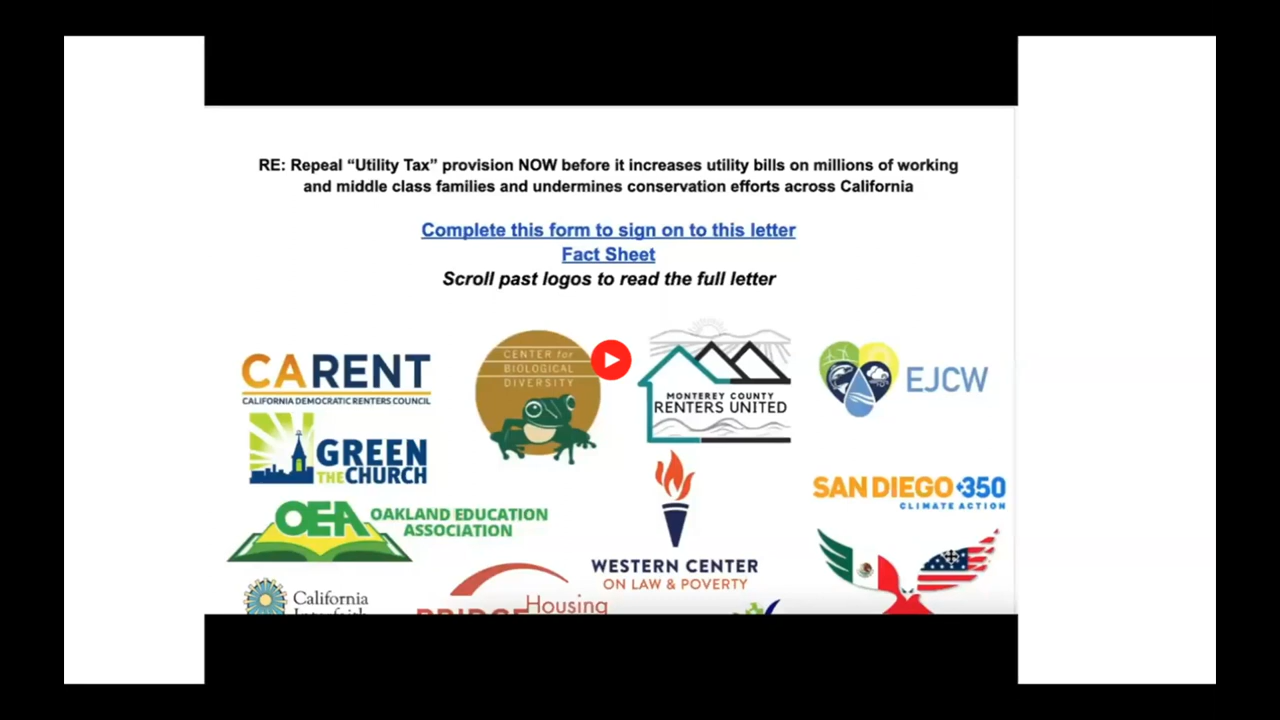 RE: Repeal “Utility Tax” provision NOW before it increases utility bills on millions of working
and middle class families and undermines conservation efforts across California
Complete this form to sign on to this letter
Fact Sheet
Scroll past logos to read the full letter
CARENT
CALIFORNIA DEMOCRATIC RENTERS COUNCIL
CENTER for
BIOLOGICAL
DIVERSITY
MONTEREY COUNTY
RENTERS UNITED
EJCW
GREEN
THE CHURCH
SAN DIEGO 350
CLIMATE ACTION
OEA
OAKLAND EDUCATION
ASSOCIATION
WESTERN CENTER
ON LAW & POVERTY
California
Interfaith
BRIDGE Housing